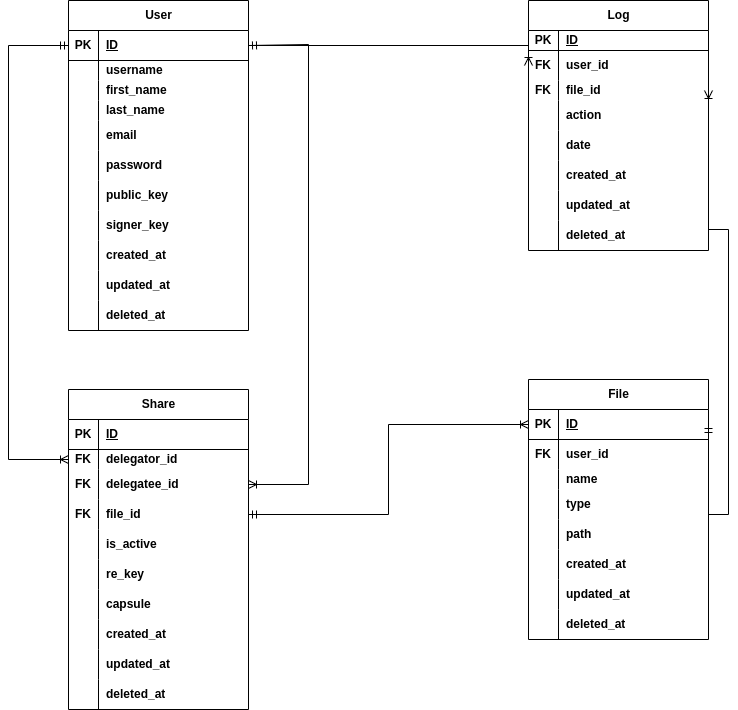 User
PK ID
username
first_name
last_name
email
password
public_key
signer_key
created_at
updated_at
deleted_at
Log
PK ID
FK user_id
FK file_id
action
date
created_at
updated_at
deleted_at
Share
PK ID
FK delegator_id
FK delegatee_id
FK file_id
is_active
re_key
capsule
created_at
updated_at
deleted_at
File
PK ID
FK user_id
name
type
path
created_at
updated_at
deleted_at